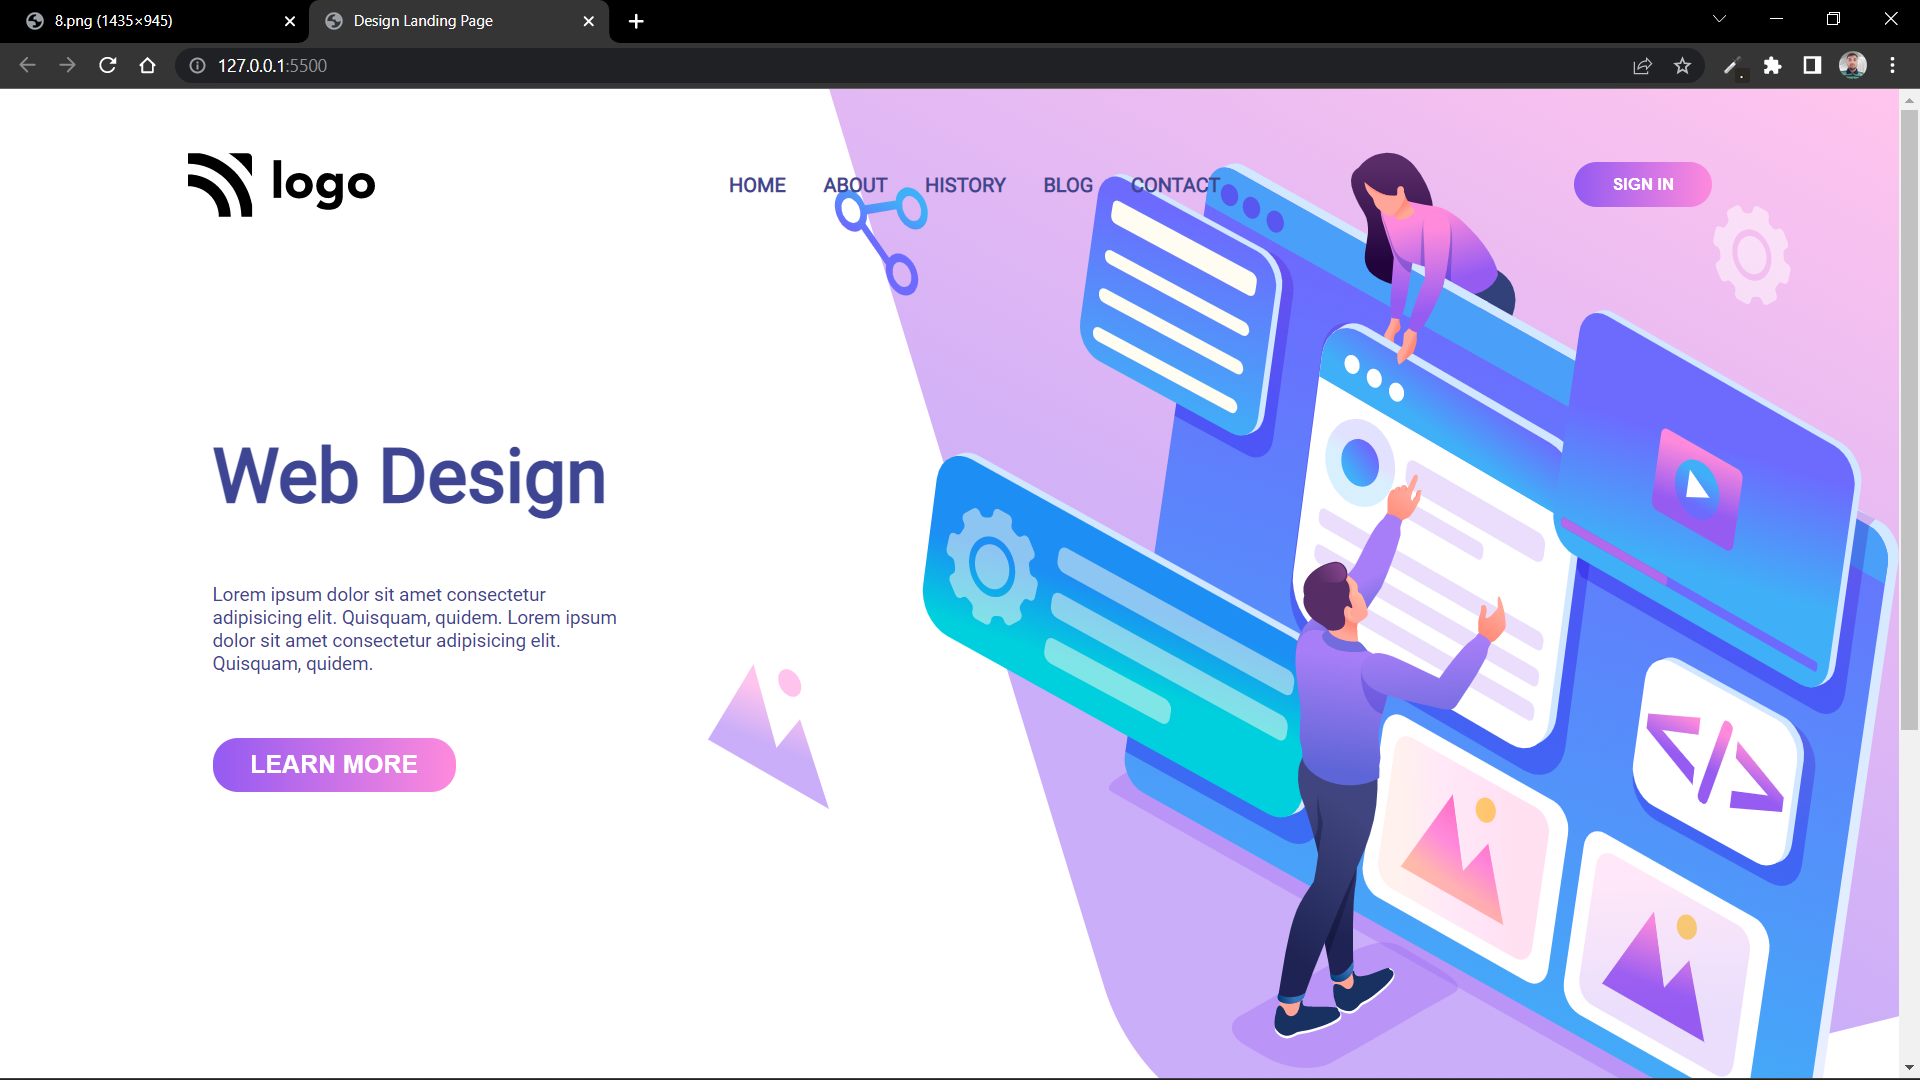 8.png (1435×945)
Design Landing Page
127.0.0.1:5500
logo
HOME ABOUT HISTORY BLOG CONTACT
SIGN IN
Web Design
Lorem ipsum dolor sit amet consectetur
adipisicing elit. Quisquam, quidem. Lorem ipsum
dolor sit amet consectetur adipisicing elit.
Quisquam, quidem.
LEARN MORE
</>